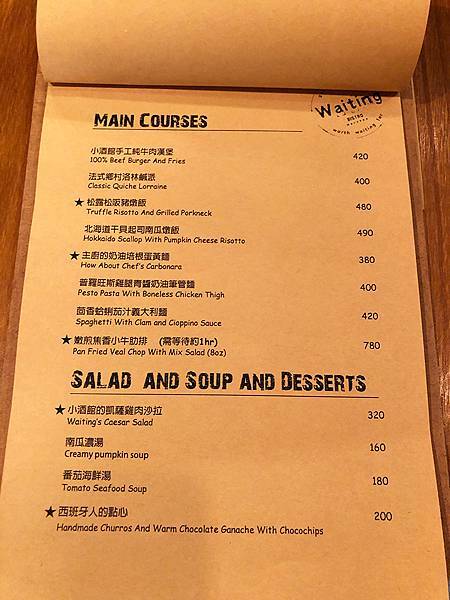 Waiting
BISTRO
worth waiting for
MAIN COURSES
小酒館手工純牛肉漢堡
100% Beef Burger And Fries 420
法式鄉村洛林鹹派
Classic Quiche Lorraine 400
★ 松露松阪豬燉飯
Truffle Risotto And Grilled Porkneck 480
北海道干貝起司南瓜燉飯
Hokkaido Scallop With Pumpkin Cheese Risotto 490
★ 主廚的奶油培根蛋黃麵
How About Chef's Carbonara 380
普羅旺斯雞腿青醬奶油筆管麵
Pesto Pasta With Boneless Chicken Thigh 400
茴香蛤蜊茄汁義大利麵
Spaghetti With Clam and Cioppino Sauce 420
★ 嫩煎焦香小牛肋排 (需等待約1hr)
Pan Fried Veal Chop With Mix Salad (8oz) 780
SALAD AND SOUP AND DESSERTS
★ 小酒館的凱薩雞肉沙拉
Waiting's Caesar Salad 320
南瓜濃湯
Creamy pumpkin soup 160
番茄海鮮湯
Tomato Seafood Soup 180
★ 西班牙人的點心
Handmade Churros And Warm Chocolate Ganache With Chocochips 200